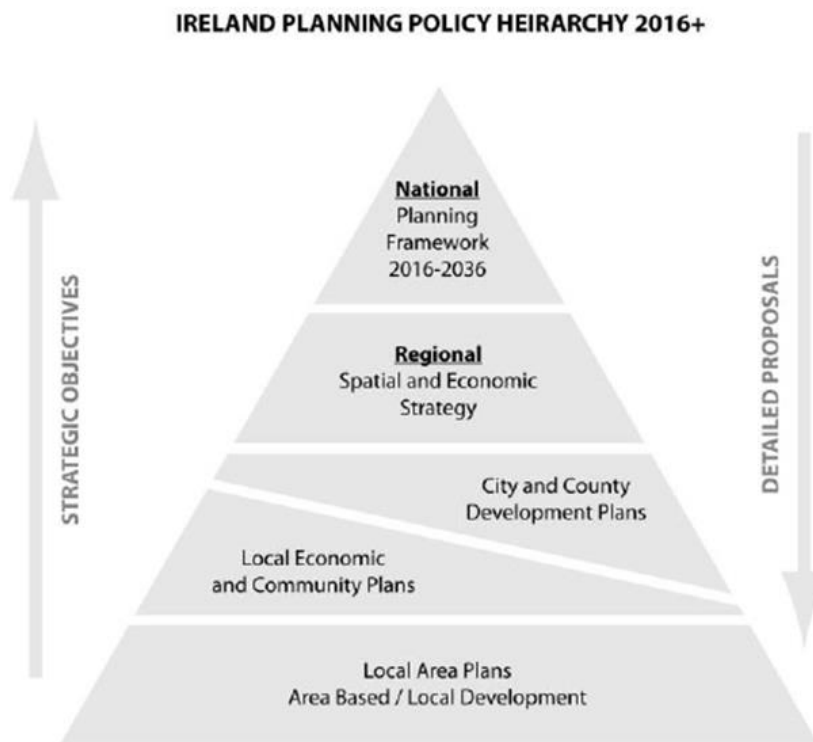 IRELAND PLANNING POLICY HEIRARCHY 2016+
National
Planning
Framework
2016-2036
Regional
Spatial and Economic
Strategy
City and County
Development Plans
Local Economic
and Community Plans
Local Area Plans
Area Based / Local Development
STRATEGIC OBJECTIVES
DETAILED PROPOSALS